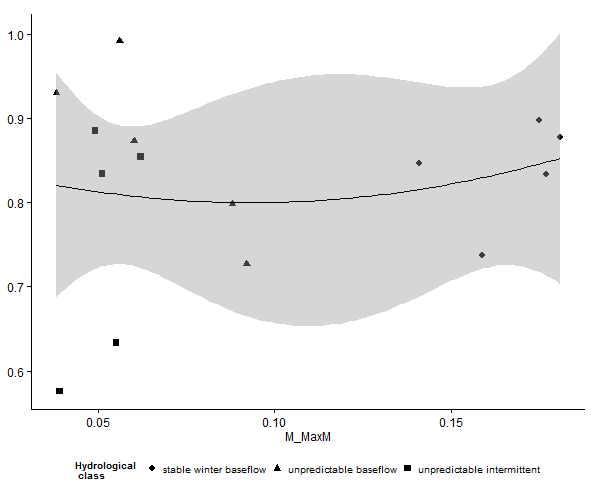 1.0
0.9
0.8
0.7
0.6
0.05 0.10 0.15
M_MaxM
Hydrological
class
stable winter baseflow unpredictable baseflow unpredictable intermittent